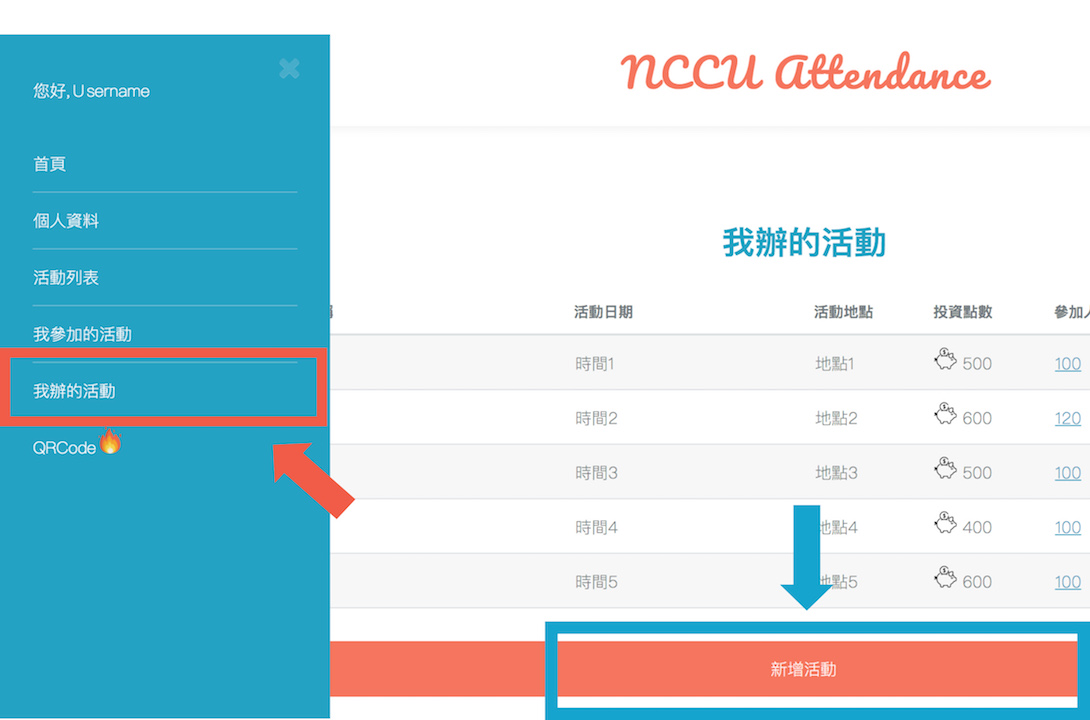 您好, Username
首頁
個人資料
活動列表
我參加的活動
我辦的活動
QRCode
NCCU Attendance
我辦的活動
活動日期 活動地點 投資點數 參加
時間1 地點1 500 100
時間2 地點2 600 120
時間3 地點3 500 100
時間4 地點4 400 100
時間5 地點5 600 100
新增活動